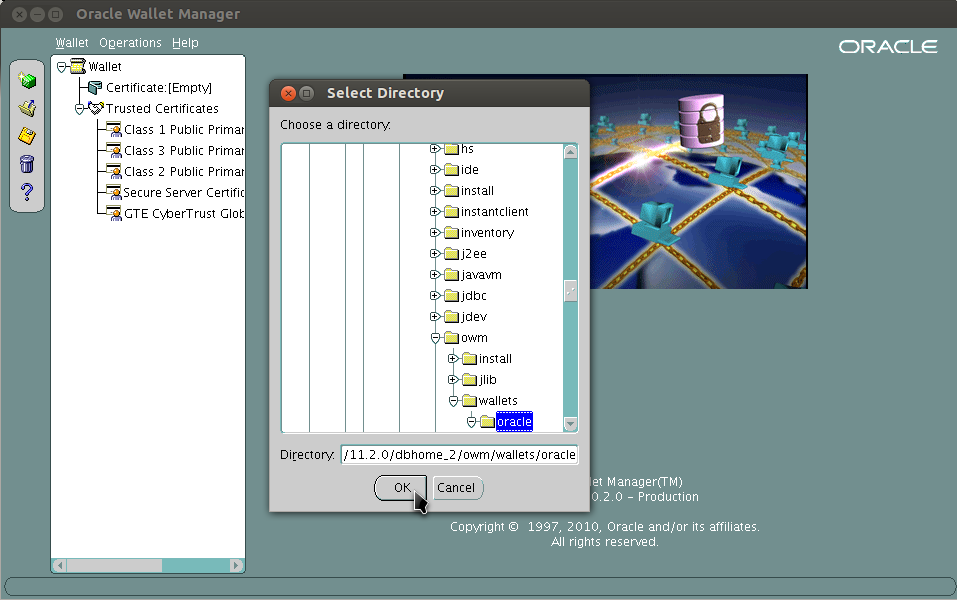 Oracle Wallet Manager
Wallet Operations Help
ORACLE
Wallet
Certificate:[Empty]
Trusted Certificates
Class 1 Public Primar
Class 3 Public Primar
Class 2 Public Primar
Secure Server Certific
GTE CyberTrust Glob
Select Directory
Choose a directory:
hs
ide
install
instantclient
inventory
j2ee
javavm
jdbc
jdev
owm
install
jlib
wallets
oracle
Directory: /11.2.0/dbhome_2/owm/wallets/oracle
OK Cancel
let Manager(TM)
0.2.0 - Production
Copyright © 1997, 2010, Oracle and/or its affiliates.
All rights reserved.